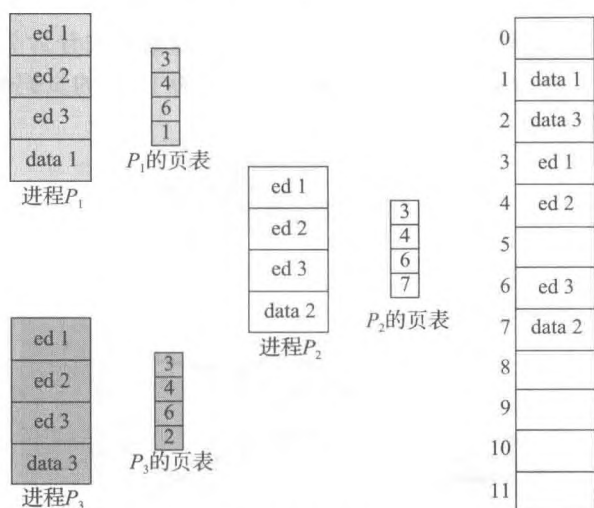 ed 1
ed 2
ed 3
data 1
进程P₁
3
4
6
1
P₁的页表
ed 1
ed 2
ed 3
data 2
进程P₂
3
4
6
7
P₂的页表
ed 1
ed 2
ed 3
data 3
进程P₃
3
4
6
2
P₃的页表
0
1 data 1
2 data 3
3 ed 1
4 ed 2
5
6 ed 3
7 data 2
8
9
10
11